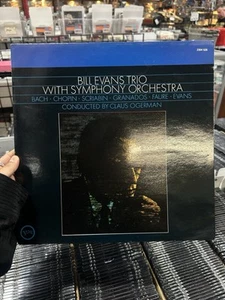 BILL EVANS TRIO
WITH SYMPHONY ORCHESTRA
BACH · CHOPIN · SCRIABIN · GRANADOS · FAURE · EVANS
CONDUCTED BY CLAUS OGERMAN